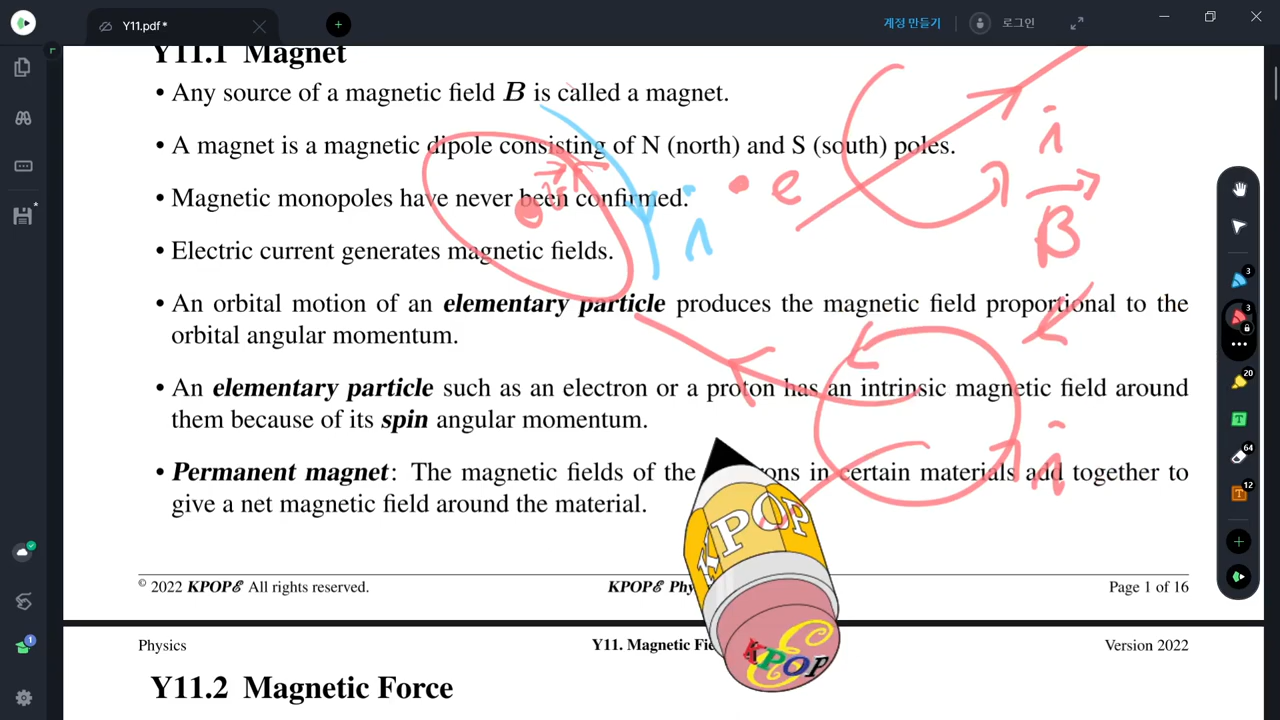 Y11.pdf*
계정 만들기
로그인
Y11.1 Magnet
• Any source of a magnetic field B is called a magnet.
• A magnet is a magnetic dipole consisting of N (north) and S (south) poles.
• Magnetic monopoles have never been confirmed.
• Electric current generates magnetic fields.
• An orbital motion of an elementary particle produces the magnetic field proportional to the
orbital angular momentum.
• An elementary particle such as an electron or a proton has an intrinsic magnetic field around
them because of its spin angular momentum.
• Permanent magnet: The magnetic fields of the in certain materials add together to
give a net magnetic field around the material.
i
e
B
i
i
KPOP
KPOP
E
© 2022 KPOPE All rights reserved.
KPOPE
Page 1 of 16
Physics
Y11. Magnetic
Version 2022
Y11.2 Magnetic Force
3
3
20
T
64
T
12
1